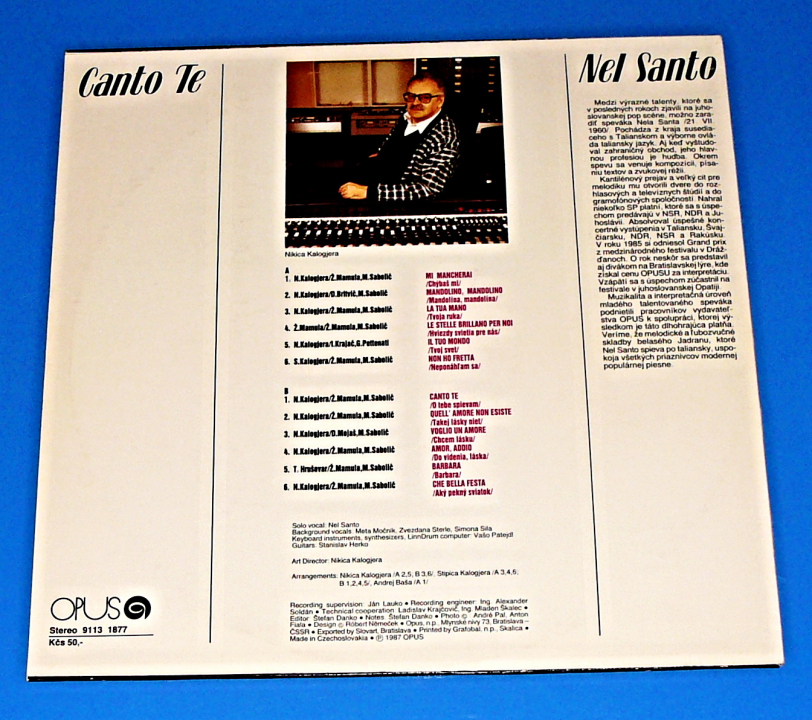 Canto Te
Nel Santo
Medzi výrazné talenty, ktoré sa
v posledných rokoch zjavili na juho-
slovanskej pop scéne, možno zara-
diť speváka Nela Santa /21. VII.
1960/. Pochádza z kraja susedia-
ceho s Talianskom a výborne ovlá-
da taliansky jazyk. Aj keď vyštudo-
val zahraničný obchod, jeho hlav-
nou profesiou je hudba. Okrem
spevu sa venuje kompozícii, písa-
niu textov a zvukovej réžii.
Kantilénový prejav a veľký cit pre
melodiku mu otvorili dvere do roz-
hlasových a televíznych štúdií a do
gramofónových spoločností. Nahral
niekoľko SP platní, ktoré sa s úspe-
chom predávajú v NSR, NDR a Ju-
hoslávii. Absolvoval úspešné kon-
certné vystúpenia v Taliansku, Švaj-
čiarsku, NDR, NSR a Rakúsku.
V roku 1985 si odniesol Grand prix
z medzinárodného festivalu v Dráž-
ďanoch. O rok neskôr sa predstavil
aj divákom na Bratislavskej lýre, kde
získal cenu OPUSU za interpretáciu.
Vzápätí sa s úspechom zúčastnil na
festivale v juhoslovanskej Opatiji.
Muzikalita a interpretačná úroveň
mladého talentovaného speváka
podnietili pracovníkov vydavateľ-
stva OPUS k spolupráci, ktorej vý-
sledkom je táto dlhohrajúca platňa.
Veríme, že melodické a ľúbozvučné
skladby belasého Jadranu, ktoré
Nel Santo spieva po taliansky, uspo-
koja všetkých priaznivcov modernej
populárnej piesne.
Nikica Kalogjera
A
1. N.Kalogjera/Ž.Mamula,M.Sabolič MI MANCHERAI
/Chýbaš mi/
2. N.Kalogjera/D.Britvič,M.Sabolič MANDOLINO, MANDOLINO
/Mandolína, mandolína/
3. N.Kalogjera/Ž.Mamula,M.Sabolič LA TUA MANO
/Tvoja ruka/
4. Ž.Mamula/Ž.Mamula,M.Sabolič LE STELLE BRILLANO PER NOI
/Hviezdy svietia pre nás/
5. N.Kalogjera/I.Krajač,G.Pettenati IL TUO MONDO
/Tvoj svet/
6. S.Kalogjera/Ž.Mamula,M.Sabolič NON HO FRETTA
/Neponáhľam sa/
B
1. N.Kalogjera/Ž.Mamula,M.Sabolič CANTO TE
/O tebe spievam/
2. N.Kalogjera/Ž.Mamula,M.Sabolič QUELL' AMORE NON ESISTE
/Takej lásky niet/
3. N.Kalogjera/D.Mojaš,M.Sabolič VOGLIO UN AMORE
/Chcem lásku/
4. N.Kalogjera/Ž.Mamula,M.Sabolič AMOR, ADDIO
/Do videnia, láska/
5. T. Hruševar/Ž.Mamula,M.Sabolič BARBARA
/Barbara/
6. N.Kalogjera/Ž.Mamula,M.Sabolič CHE BELLA FESTA
/Aký pekný sviatok/
Solo vocal: Nel Santo
Background vocals: Meta Močnik, Zvezdana Sterle, Simona Sila
Keyboard instruments, synthesizers, LinnDrum computer: Vašo Patejdl
Guitars: Stanislav Herko
Art Director: Nikica Kalogjera
Arrangements: Nikica Kalogjera /A 2,5, B 3,6/, Stipica Kalogjera /A 3,4,6;
B 1,2,4,5/, Andrej Baša /A 1/
Recording supervision: Ján Lauko • Recording engineer: Ing. Alexander
Soldán • Technical cooperation: Ladislav Krajčovič, Ing. Mladen Škalec •
Editor: Štefan Danko • Notes: Štefan Danko • Photo © André Pál, Anton
Fiala • Design © Róbert Němeček • Opus, n.p., Mlynské nivy 73, Bratislava –
ČSSR • Exported by Slovart, Bratislava • Printed by Grafobal, n.p., Skalica •
Made in Czechoslovakia • ℗ 1987 OPUS
OPUS
Stereo 9113 1877
Kčs 50,-